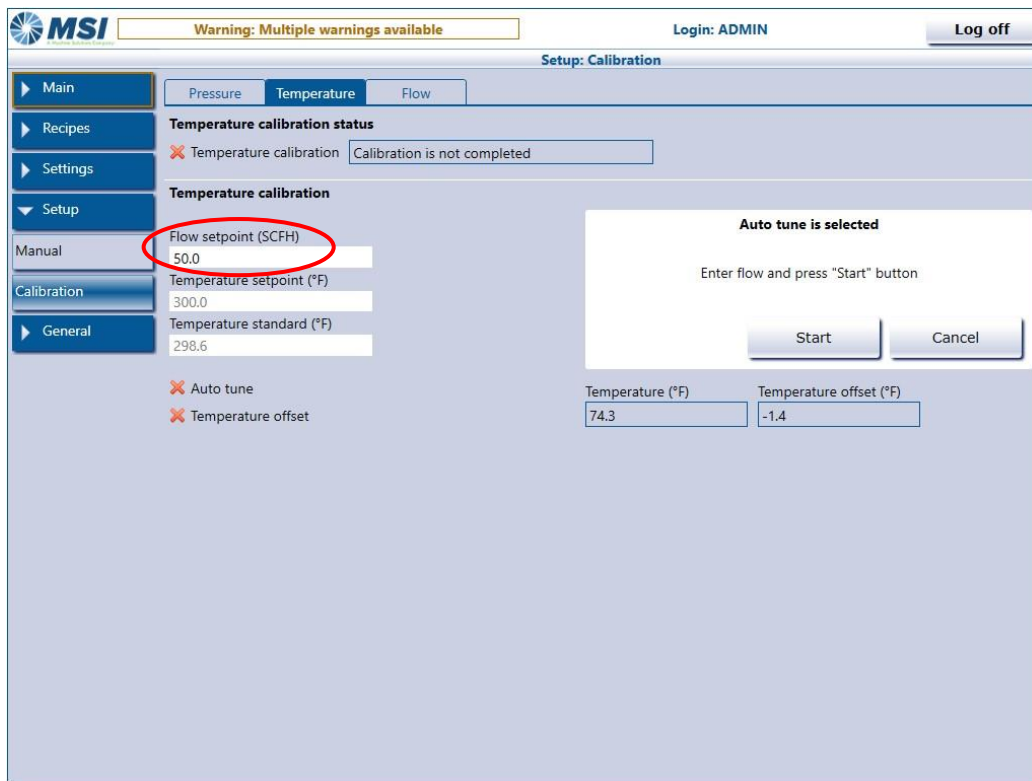 MSI
Warning: Multiple warnings available
Login: ADMIN
Log off
Setup: Calibration
Main
Recipes
Settings
Setup
Manual
Calibration
General
Pressure
Temperature
Flow
Temperature calibration status
Temperature calibration Calibration is not completed
Temperature calibration
Flow setpoint (SCFH)
50.0
Temperature setpoint (°F)
300.0
Temperature standard (°F)
298.6
Auto tune
Temperature offset
Auto tune is selected
Enter flow and press "Start" button
Start
Cancel
Temperature (°F)
74.3
Temperature offset (°F)
-1.4